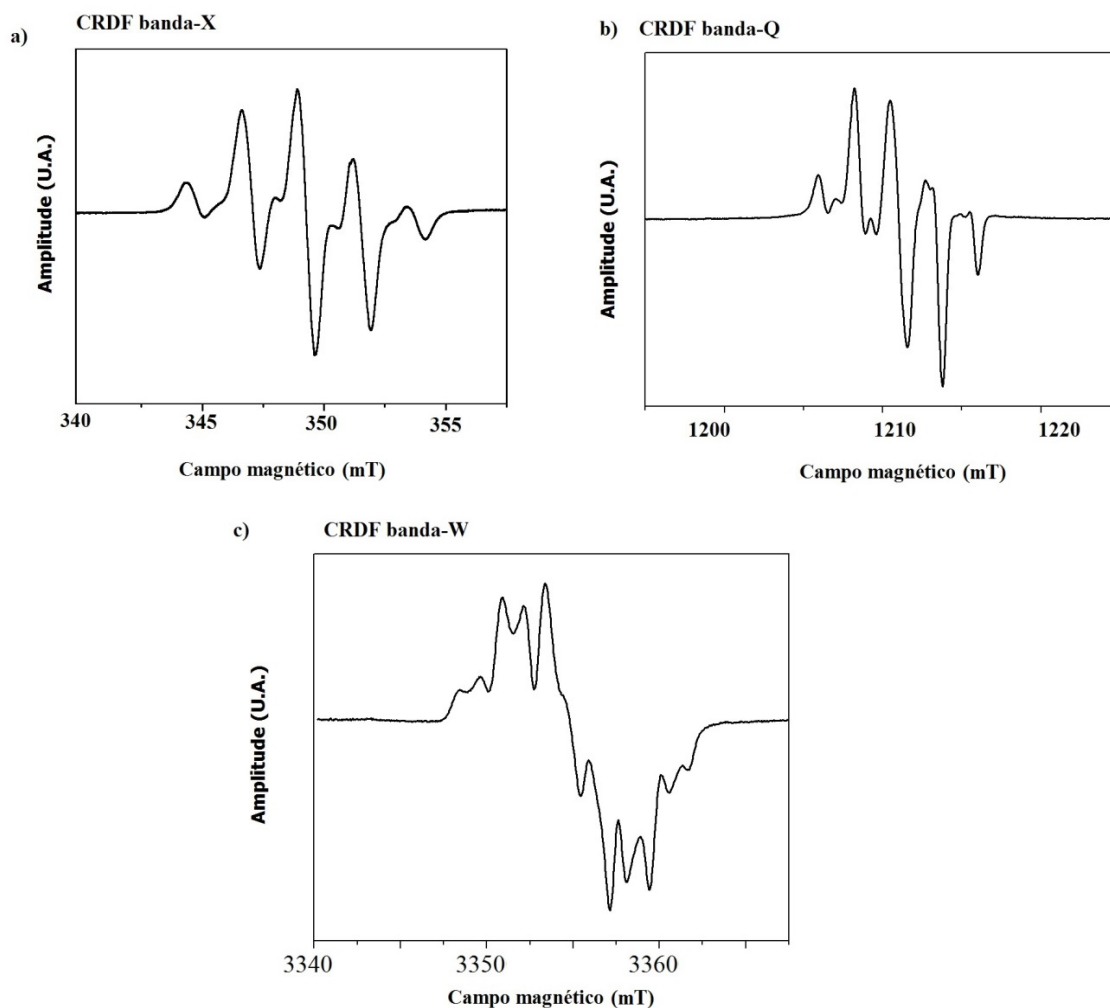 a) CRDF banda-X
Amplitude (U.A.)
340 345 350 355
Campo magnético (mT)
b) CRDF banda-Q
Amplitude (U.A.)
1200 1210 1220
Campo magnético (mT)
c) CRDF banda-W
Amplitude (U.A.)
3340 3350 3360
Campo magnético (mT)